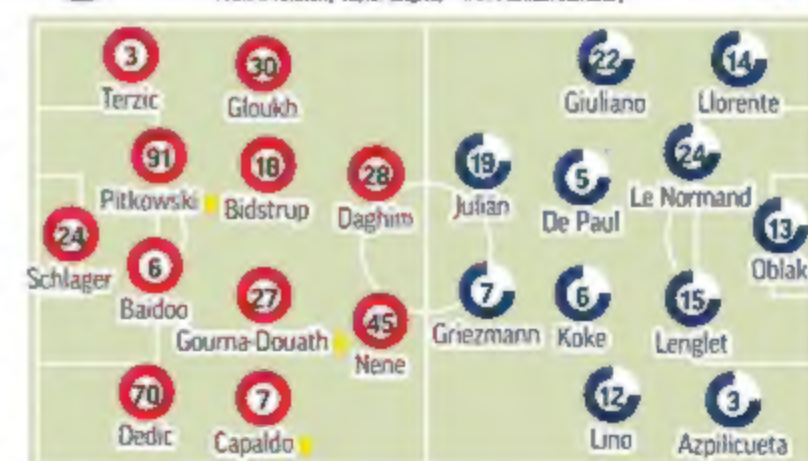 3
Terzic
30
Gloukh
91
Pitkowski
18
Bidstrup
28
Daghim
24
Schlager
6
Baidoo
27
Gourna-Douath
45
Nene
70
Dedic
7
Capaldo
22
Giuliano
14
Llorente
19
Julián
5
De Paul
24
Le Normand
13
Oblak
7
Griezmann
6
Koke
15
Lenglet
12
Lino
3
Azpilicueta